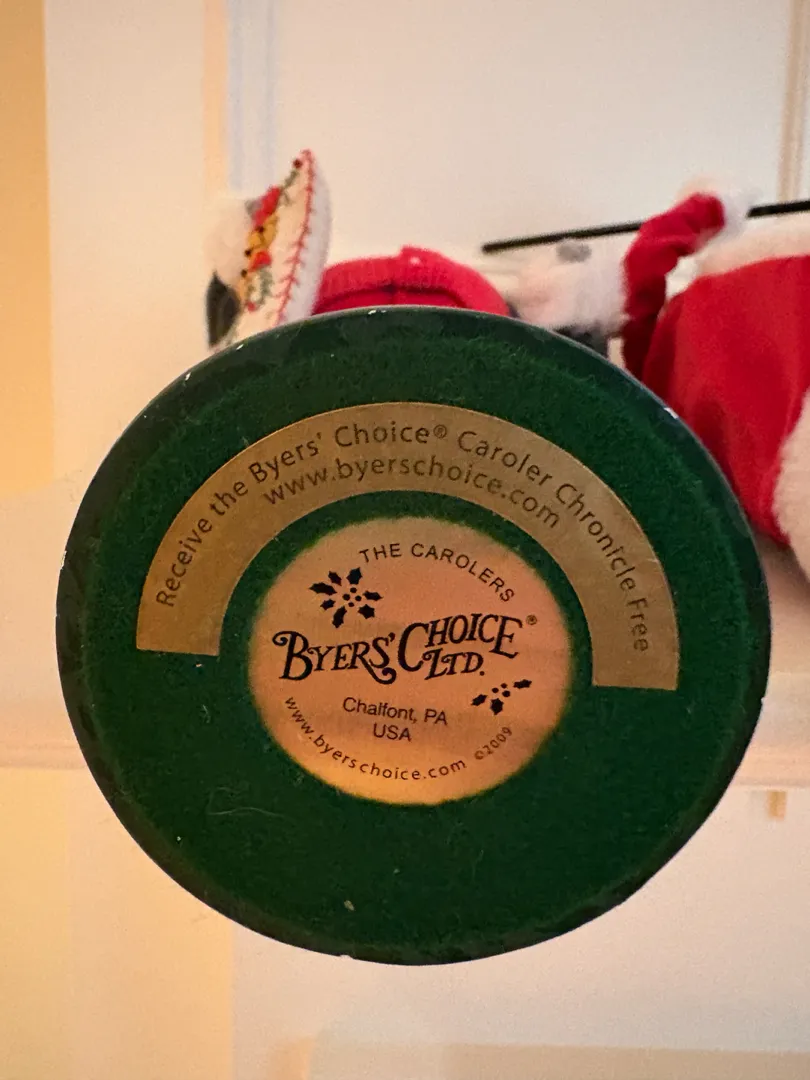 Receive the Byers' Choice® Caroler Chronicle Free
www.byerschoice.com
THE CAROLERS
BYERS' CHOICE®
LTD.
Chalfont, PA
USA
www.byerschoice.com ©2009